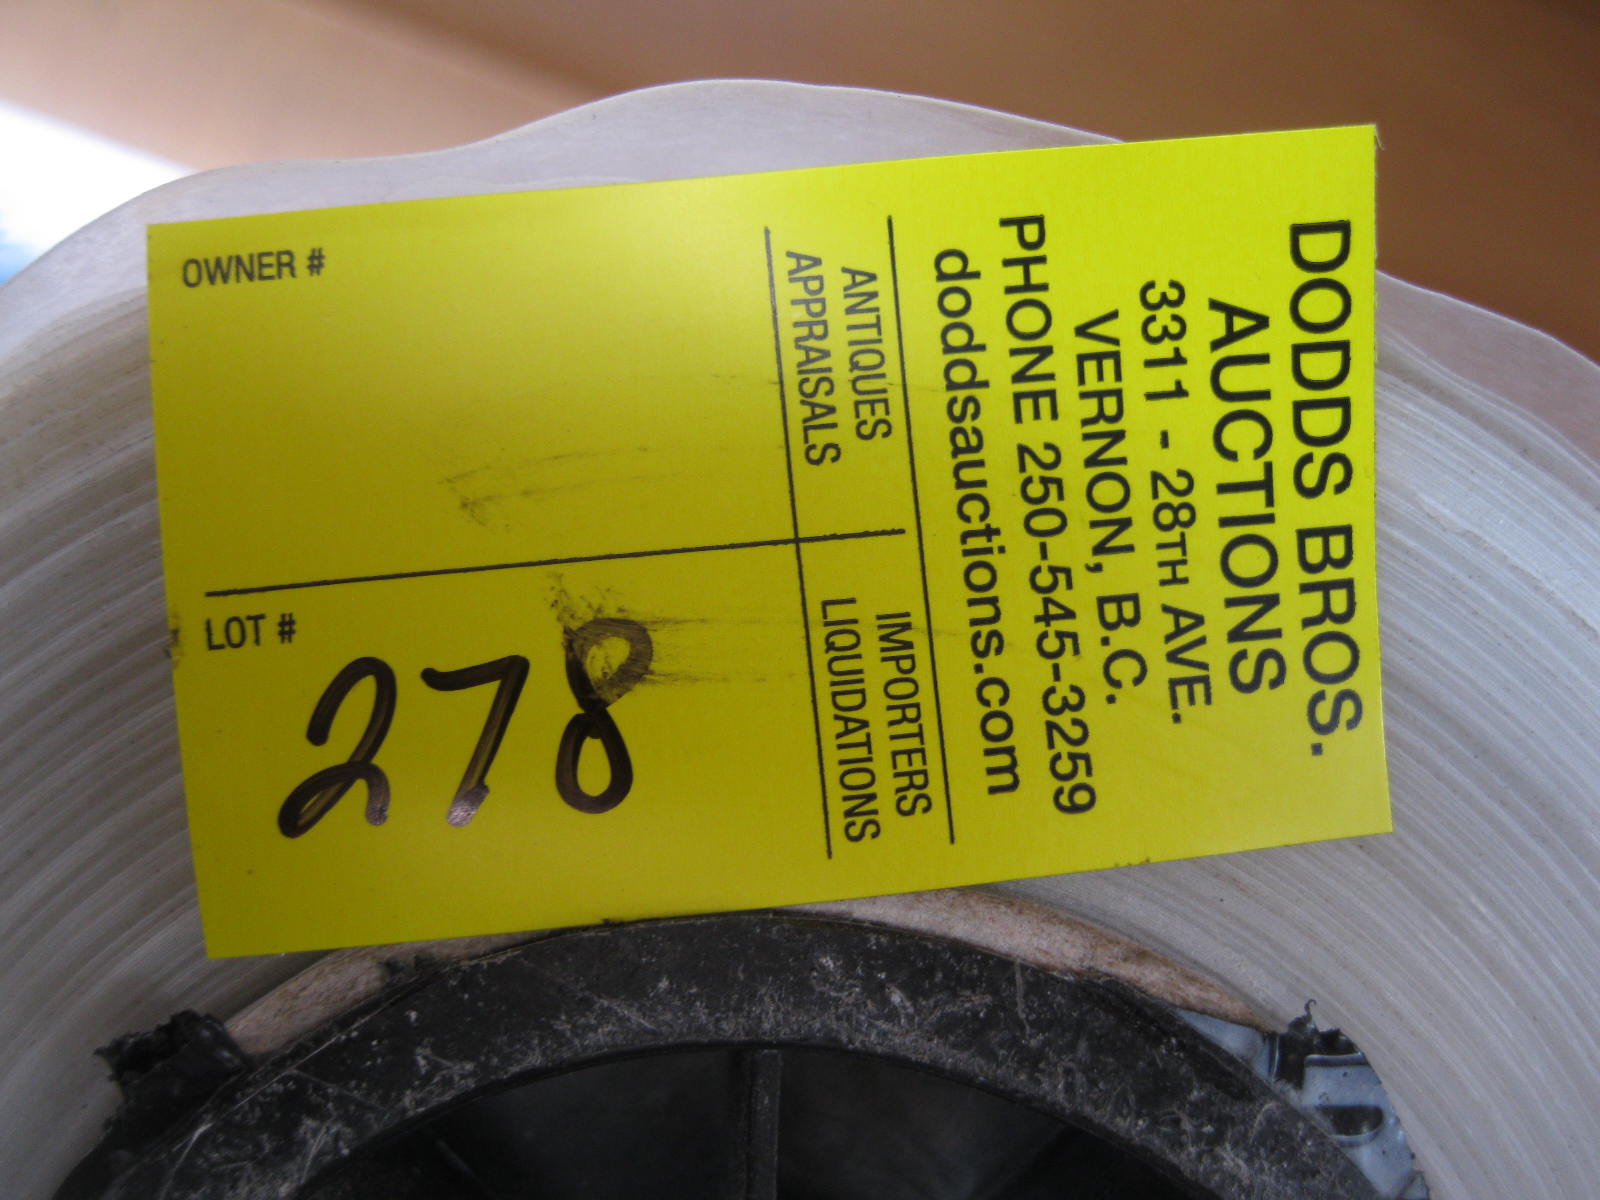 DODDS BROS.
AUCTIONS
3311 - 28TH AVE.
VERNON, B.C.
PHONE 250-545-3259
doddsauctions.com
ANTIQUES IMPORTERS
APPRAISALS LIQUIDATIONS
OWNER #
LOT #
278